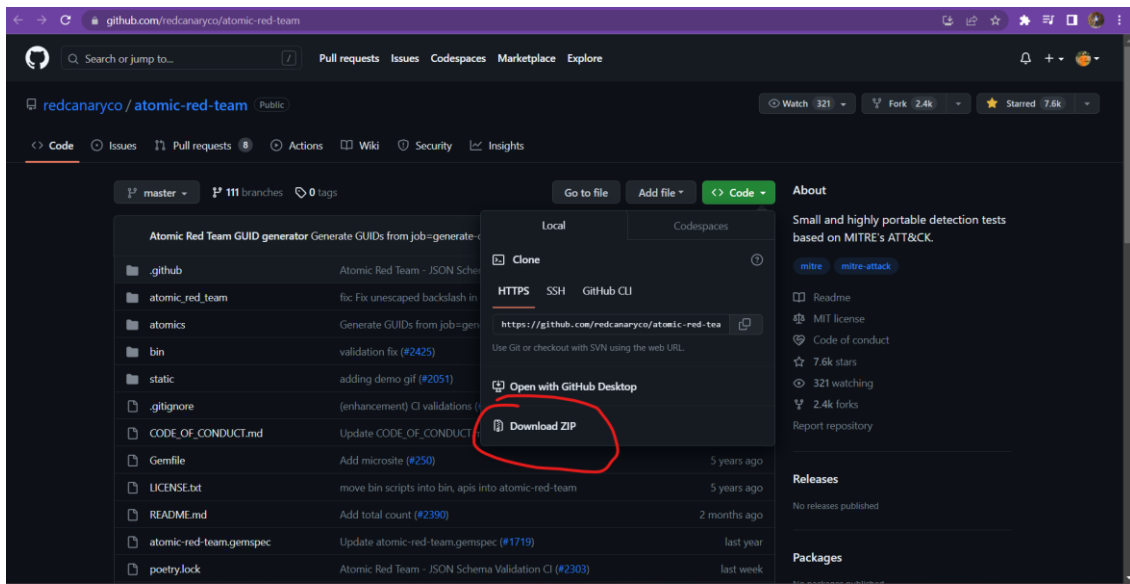 github.com/redcanaryco/atomic-red-team
Search or jump to...
/
Pull requests Issues Codespaces Marketplace Explore
redcanaryco / atomic-red-team Public
Watch 321 Fork 2.4k Starred 7.6k
Code Issues Pull requests 8 Actions Wiki Security Insights
master 111 branches 0 tags Go to file Add file Code
About
Small and highly portable detection tests
based on MITRE's ATT&CK.
mitre mitre-attack
Readme
MIT license
Code of conduct
7.6k stars
321 watching
2.4k forks
Report repository
Releases
No releases published
Packages
Local Codespaces
Clone
HTTPS SSH GitHub CLI
https://github.com/redcanaryco/atomic-red-tea
Use Git or checkout with SVN using the web URL.
Open with GitHub Desktop
Download ZIP
Atomic Red Team GUID generator Generate GUIDs from job=generate-
.github Atomic Red Team - JSON Sche
atomic_red_team fix: Fix unescaped backslash in
atomics Generate GUIDs from job=gen
bin validation fix (#2425)
static adding demo gif (#2051)
.gitignore (enhancement) CI validations (
CODE_OF_CONDUCT.md Update CODE_OF_CONDUCT
Gemfile Add microsite (#250) 5 years ago
LICENSE.txt move bin scripts into bin, apis into atomic-red-team 5 years ago
README.md Add total count (#2390) 2 months ago
atomic-red-team.gemspec Update atomic-red-team.gemspec (#1719) last year
poetry.lock Atomic Red Team - JSON Schema Validation CI (#2303) last week